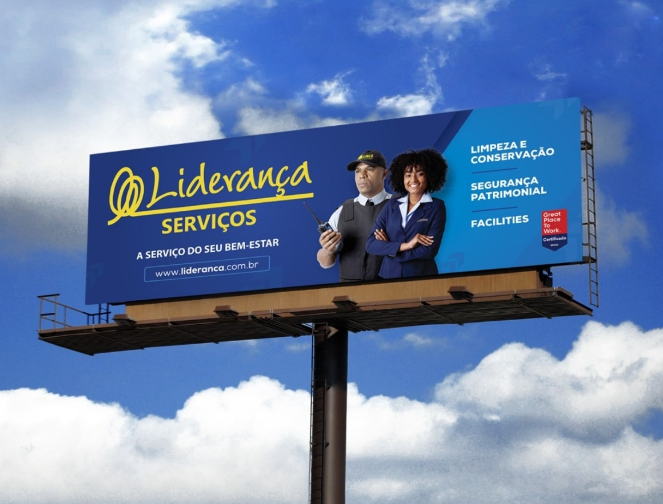 Liderança
SERVIÇOS
A SERVIÇO DO SEU BEM-ESTAR
www.lideranca.com.br
LIMPEZA E
CONSERVAÇÃO
SEGURANÇA
PATRIMONIAL
FACILITIES
Great
Place
To
Work.
Certificada